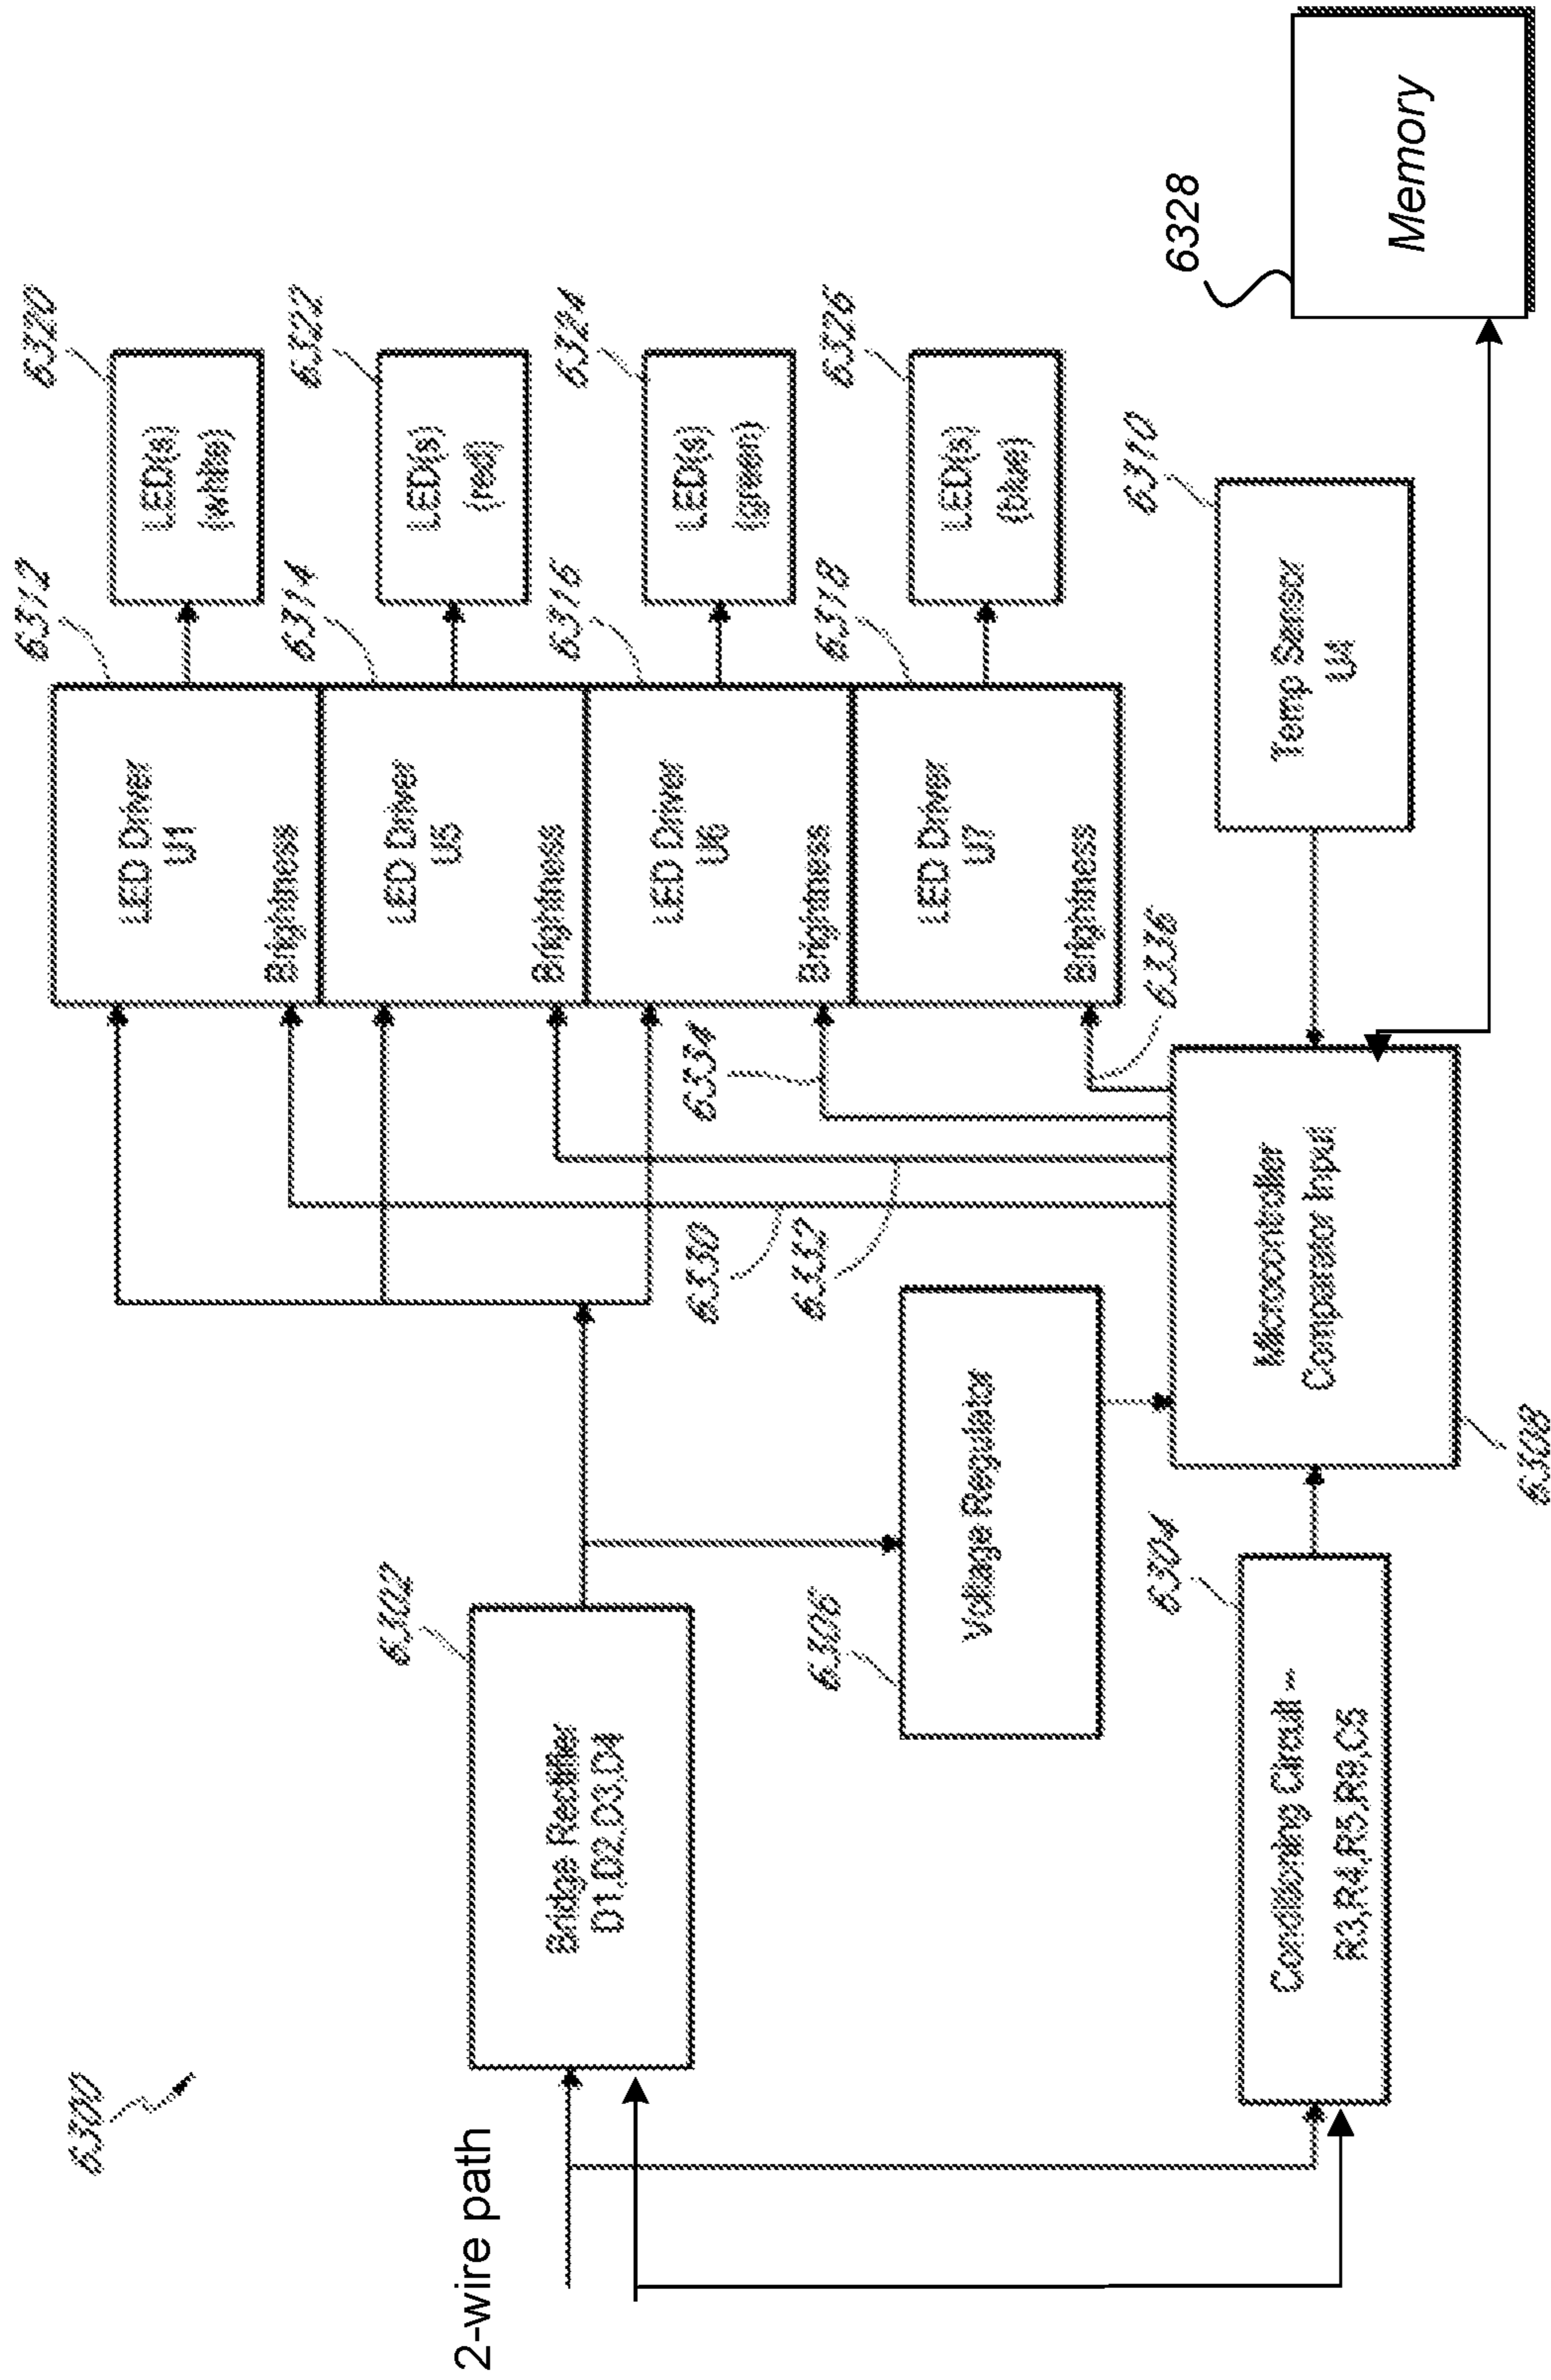 6300
2-wire path
6302
Bridge Rectifier
D1,D2,D3,D4
6304
Conditioning Circuit --
R3,R4,R5,R8,C5
6306
Voltage Regulator
6308
Microcontroller
Comparator Input
6330
6332
6334
6336
6312
LED Driver
U1
Brightness
6314
LED Driver
U5
Brightness
6316
LED Driver
U6
Brightness
6318
LED Driver
U7
Brightness
6320
LED(s)
(white)
6322
LED(s)
(red)
6324
LED(s)
(green)
6326
LED(s)
(blue)
6310
Temp Sensor
U4
6328
Memory